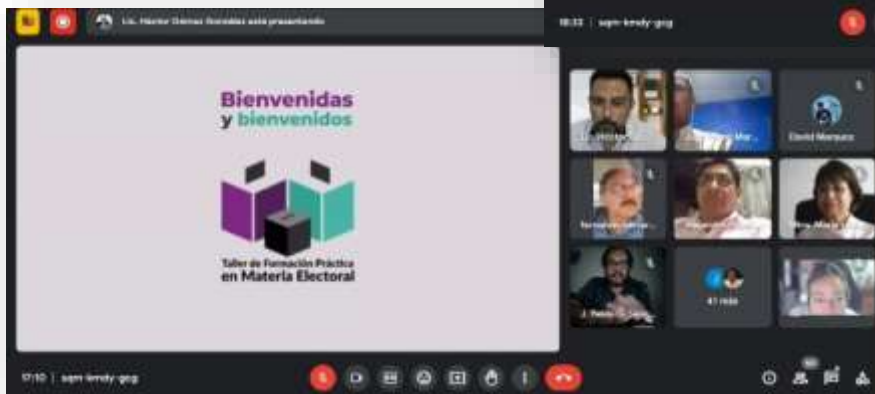 Lic. Héctor Gómez González está presentando
18:33 | sqm-kmdy-gcg
Bienvenidas
y bienvenidos
Taller de Formación Práctica
en Materia Electoral
David Marquez
41 más
17:10 | sqm-kmdy-gcg